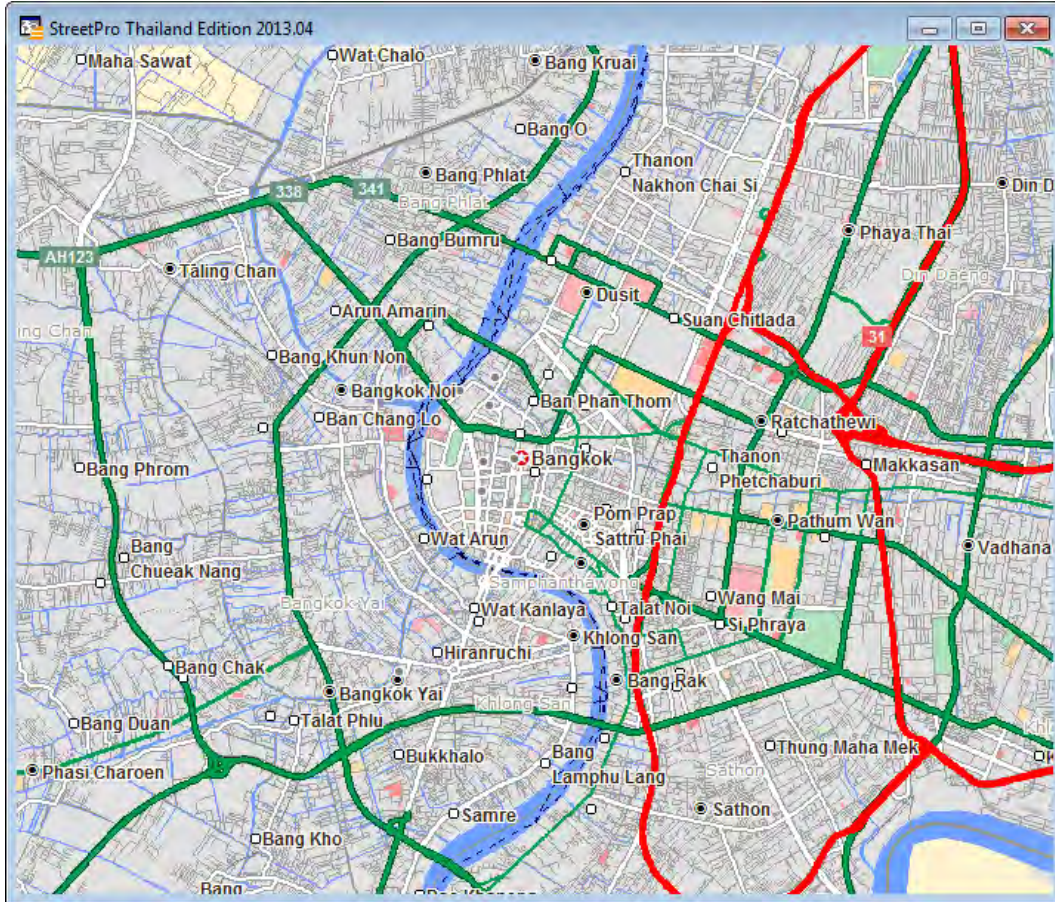 StreetPro Thailand Edition 2013.04
Maha Sawat
Wat Chalo
Bang Kruai
Bang O
Thanon
Nakhon Chai Si
Bang Phlat
338
341
Bang Phlat
Din D
Phaya Thai
Bang Bumru
AH123
Taling Chan
Din Daeng
Dusit
Arun Amarin
Suan Chitlada
ing Chan
31
Bang Khun Non
Bangkok Noi
Ban Phan Thom
Ban Chang Lo
Ratchathewi
Bangkok
Makkasan
Bang Phrom
Thanon
Phetchaburi
Pom Prap
Sattru Phai
Pathum Wan
Wat Arun
Vadhana
Bang
Chueak Nang
Samphanthawong
Wang Mai
Bangkok Yai
Wat Kanlaya
Talat Noi
Si Phraya
Khlong San
Hiranruchi
Bang Chak
Bang Rak
Bangkok Yai
Khlong San
Bang Duan
Talat Phlu
Bukkhalo
Bang
Lamphu Lang
Thung Maha Mek
Phasi Charoen
Sathon
Sathon
Samre
Bang Kho
Bang